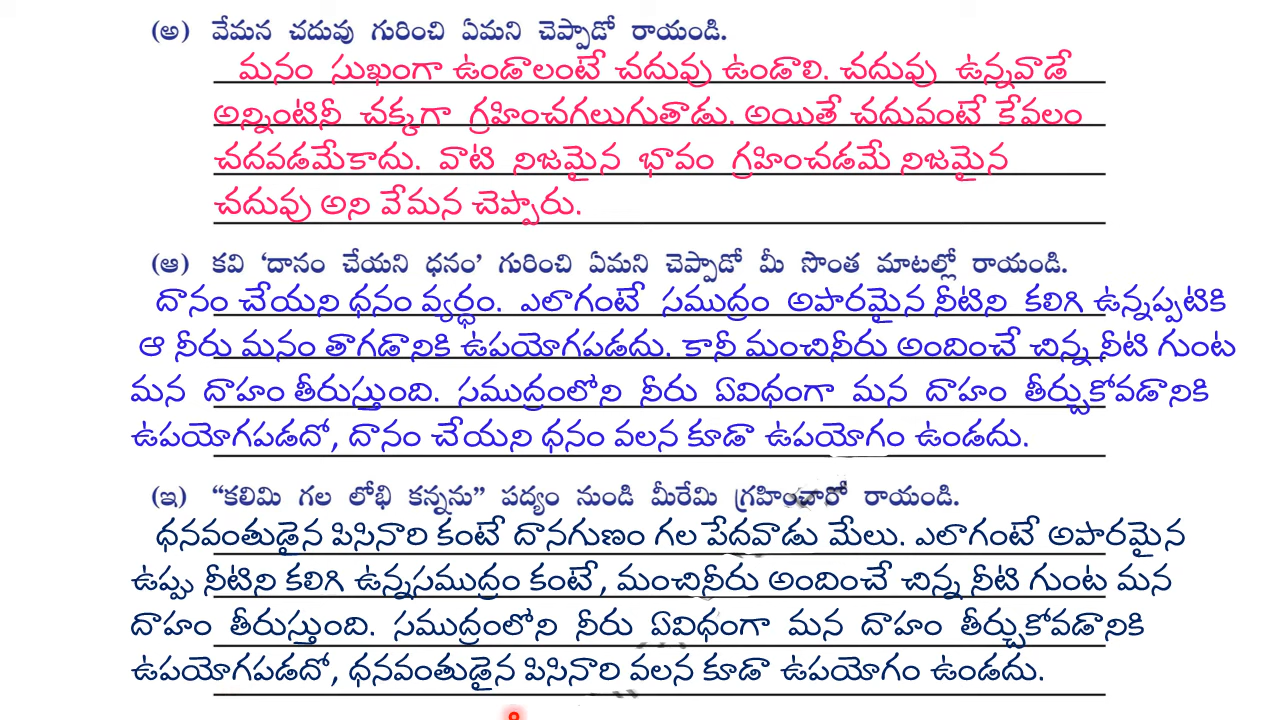 (అ) వేమన చదువు గురించి ఏమని చెప్పాడో రాయండి.
మనం సుఖంగా ఉండాలంటే చదువు ఉండాలి. చదువు ఉన్నవాడే
అన్నింటినీ చక్కగా గ్రహించగలుగుతాడు. అయితే చదువంటే కేవలం
చదవడమేకాదు. వాటి నిజమైన భావం గ్రహించడమే నిజమైన
చదువు అని వేమన చెప్పారు.
(ఆ) కవి ‘దానం చేయని ధనం’ గురించి ఏమని చెప్పాడో మీ సొంత మాటల్లో రాయండి.
దానం చేయని ధనం వ్యర్ధం. ఎలాగంటే సముద్రం అపారమైన నీటిని కలిగి ఉన్నప్పటికి
ఆ నీరు మనం తాగడానికి ఉపయోగపడదు. కానీ మంచినీరు అందించే చిన్న నీటి గుంట
మన దాహం తీరుస్తుంది. సముద్రంలోని నీరు ఏవిధంగా మన దాహం తీర్చుకోవడానికి
ఉపయోగపడదో, దానం చేయని ధనం వలన కూడా ఉపయోగం ఉండదు.
(ఇ) “కలిమి గల లోభి కన్నను” పద్యం నుండి మీరేమి గ్రహించారో రాయండి.
ధనవంతుడైన పిసినారి కంటే దానగుణం గల పేదవాడు మేలు. ఎలాగంటే అపారమైన
ఉప్పు నీటిని కలిగి ఉన్నసముద్రం కంటే, మంచినీరు అందించే చిన్న నీటి గుంట మన
దాహం తీరుస్తుంది. సముద్రంలోని నీరు ఏవిధంగా మన దాహం తీర్చుకోవడానికి
ఉపయోగపడదో, ధనవంతుడైన పిసినారి వలన కూడా ఉపయోగం ఉండదు.